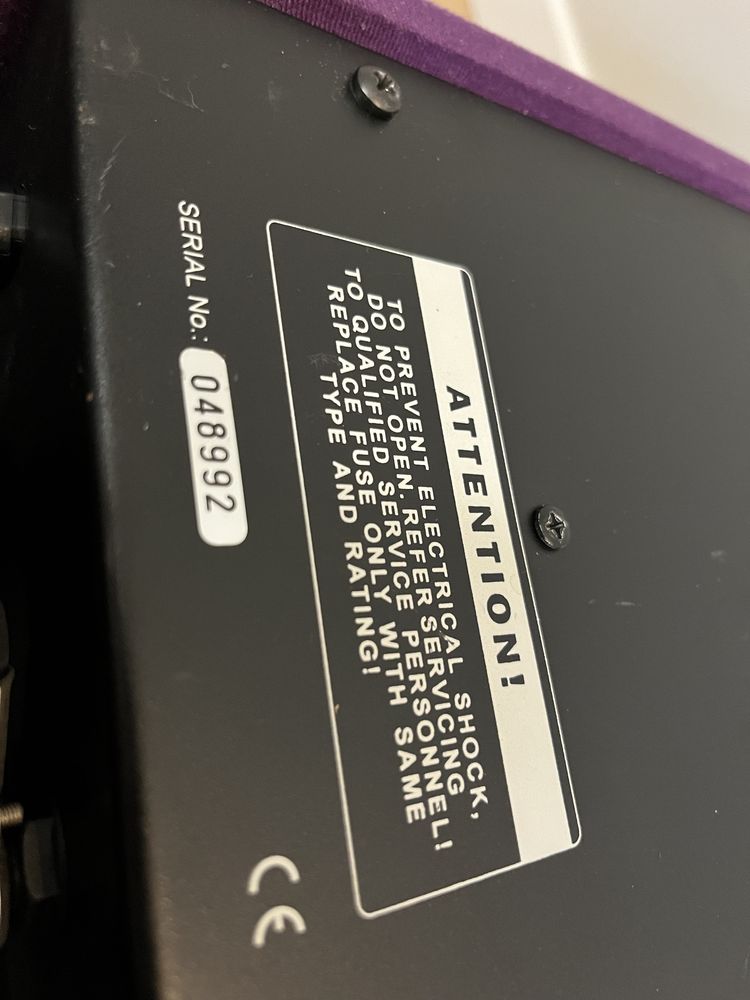 ATTENTION!
TO PREVENT ELECTRICAL SHOCK,
DO NOT OPEN. REFER SERVICING
TO QUALIFIED SERVICE PERSONNEL!
REPLACE FUSE ONLY WITH SAME
TYPE AND RATING!
SERIAL No.: 048992
CE